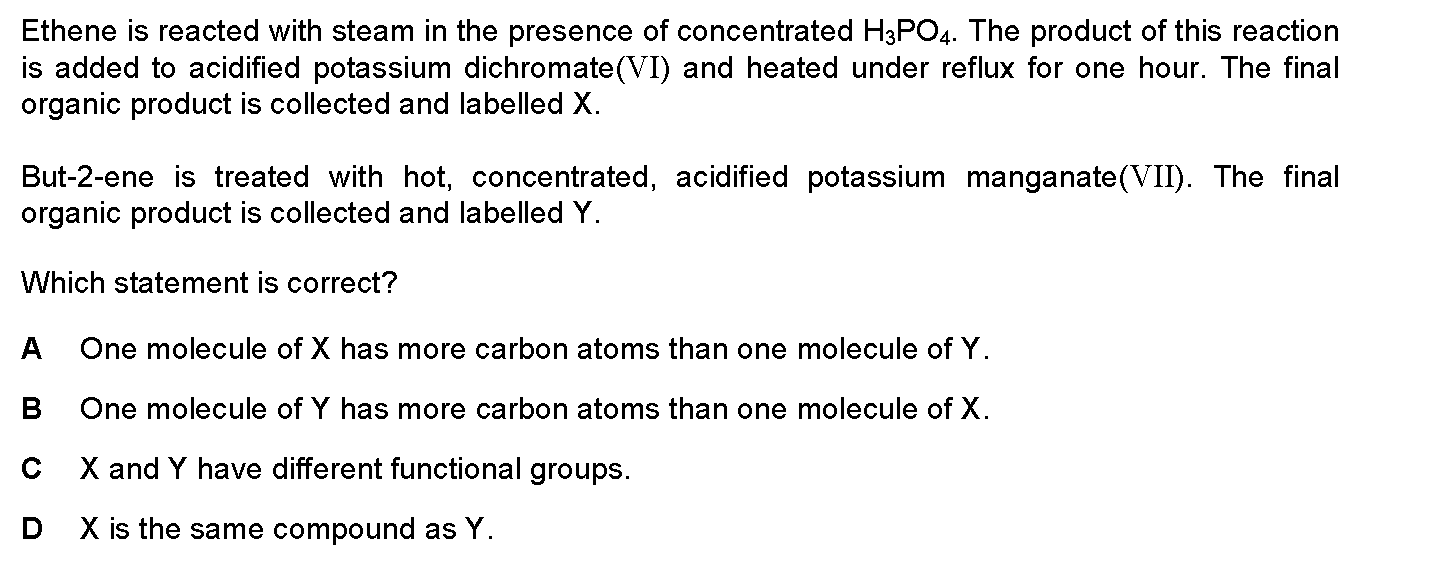 Ethene is reacted with steam in the presence of concentrated H₃PO₄. The product of this reaction
is added to acidified potassium dichromate(VI) and heated under reflux for one hour. The final
organic product is collected and labelled X.
But-2-ene is treated with hot, concentrated, acidified potassium manganate(VII). The final
organic product is collected and labelled Y.
Which statement is correct?
A One molecule of X has more carbon atoms than one molecule of Y.
B One molecule of Y has more carbon atoms than one molecule of X.
C X and Y have different functional groups.
D X is the same compound as Y.